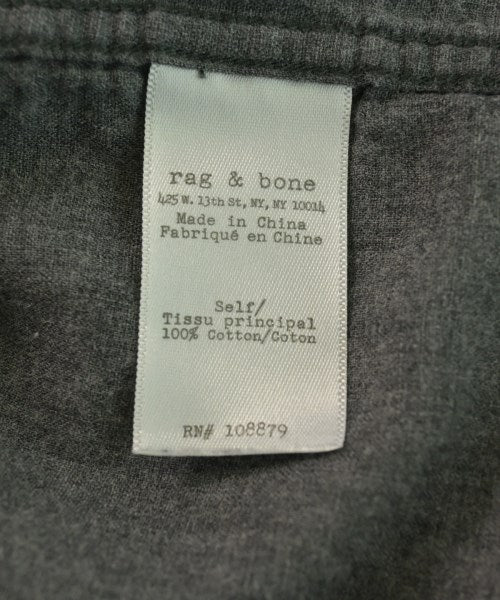 rag & bone
425 W. 13th St, NY, NY 10014
Made in China
Fabriqué en Chine
Self/
Tissu principal
100% Cotton/Coton
RN# 108879